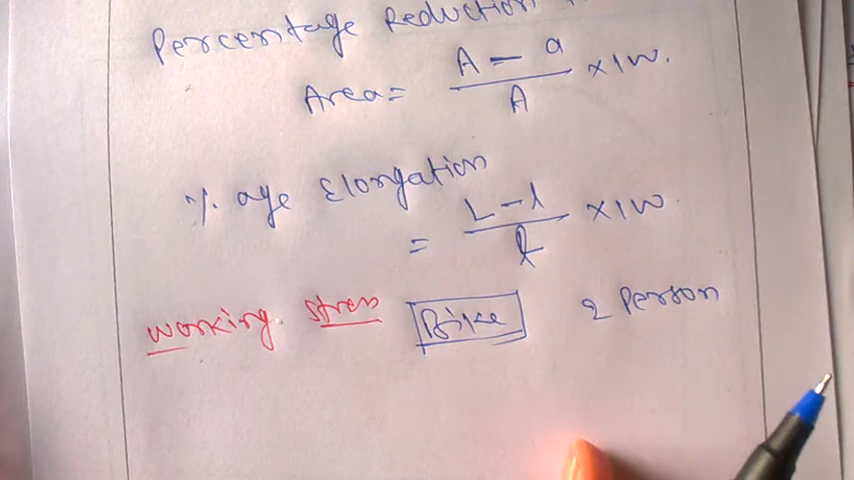 Percentage Reduction
Area = A - a / A × 100.
% age Elongation
= L - l / l × 100
Working stress Bike 2 Person